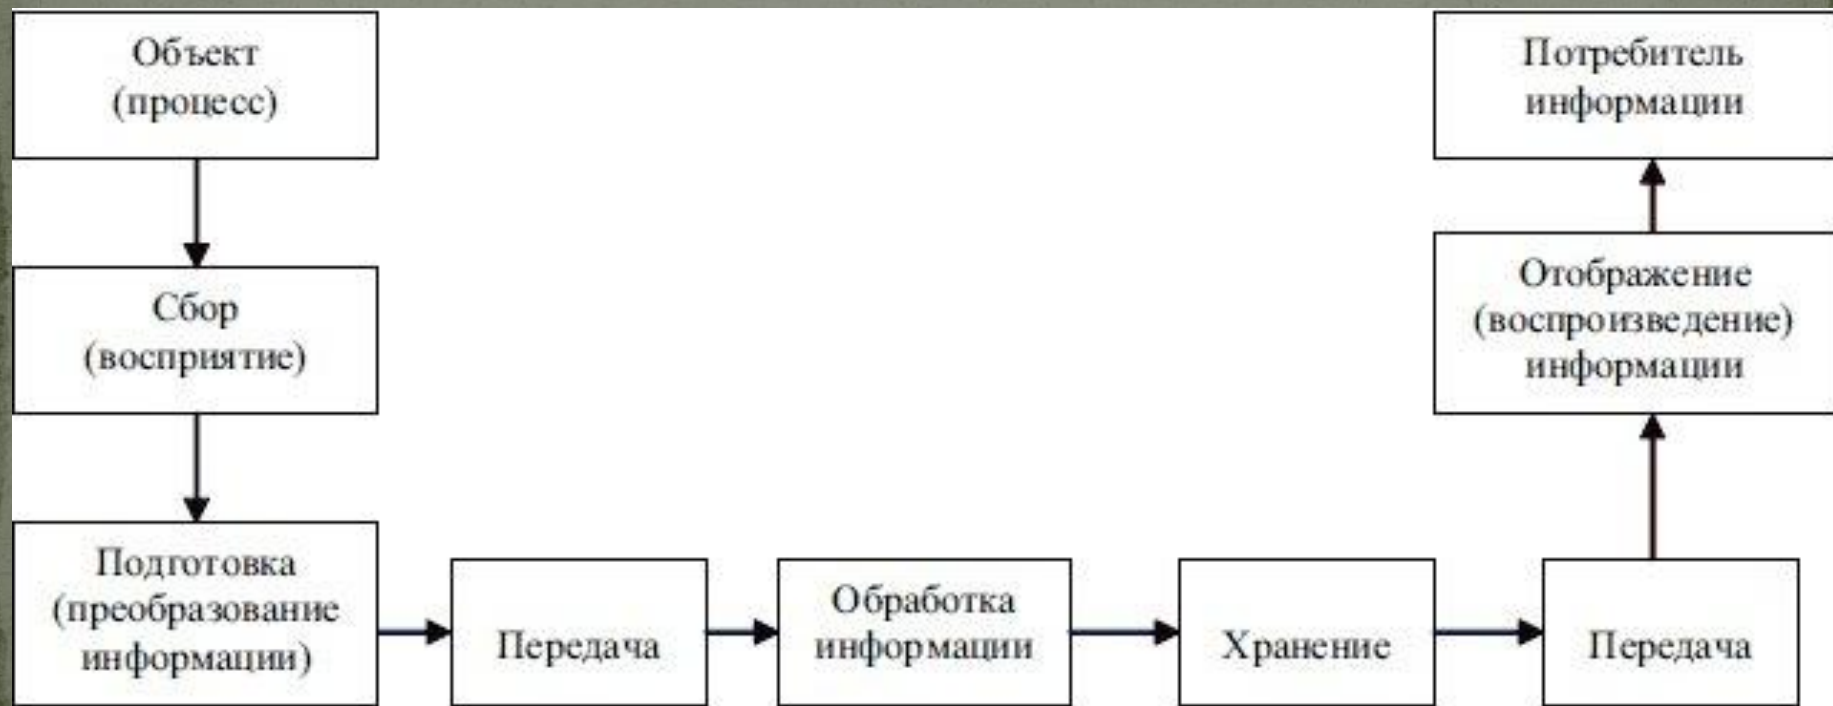 Объект
(процесс)
Сбор
(восприятие)
Подготовка
(преобразование
информации)
Передача
Обработка
информации
Хранение
Передача
Отображение
(воспроизведение)
информации
Потребитель
информации